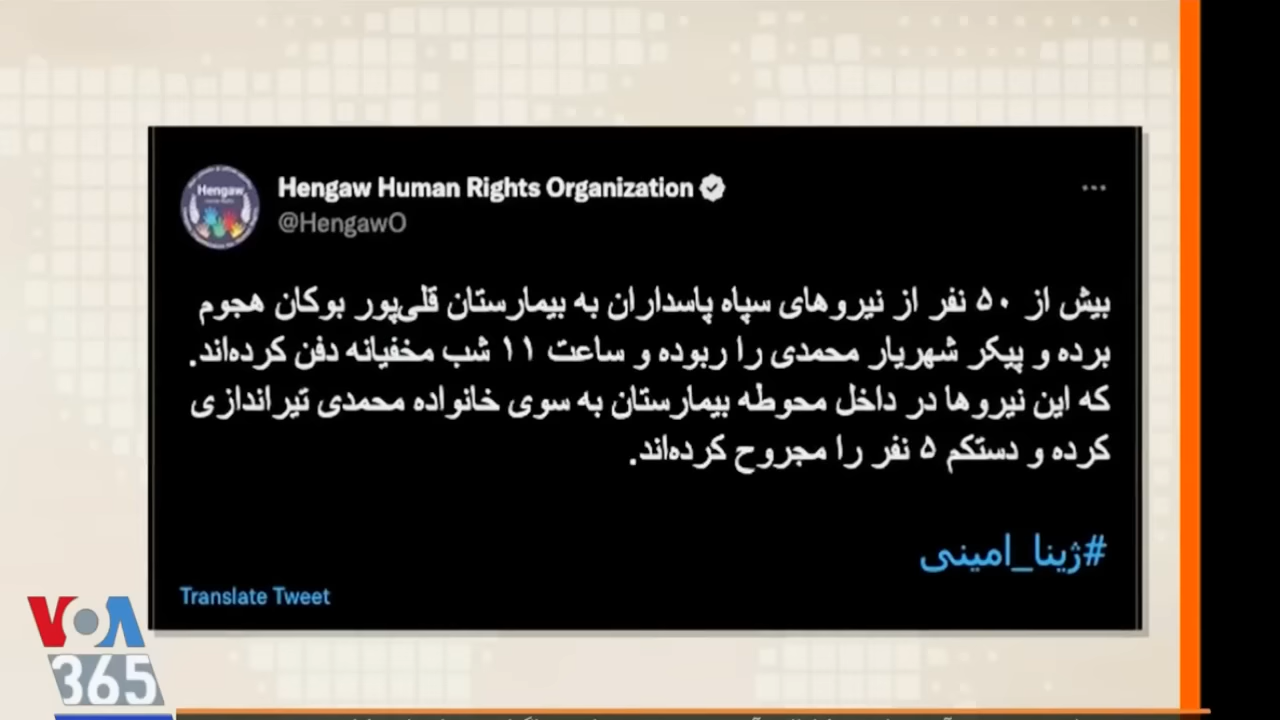 Hengaw Human Rights Organization
@HengawO
Hengaw
بیش از ۵۰ نفر از نیروهای سپاه پاسداران به بیمارستان قلی‌پور بوکان هجوم
برده و پیکر شهریار محمدی را ربوده و ساعت ۱۱ شب مخفیانه دفن کرده‌اند.
که این نیروها در داخل محوطه بیمارستان به سوی خانواده محمدی تیراندازی
کرده و دستکم ۵ نفر را مجروح کرده‌اند.
#ژینا_امینی
Translate Tweet
VOA
365